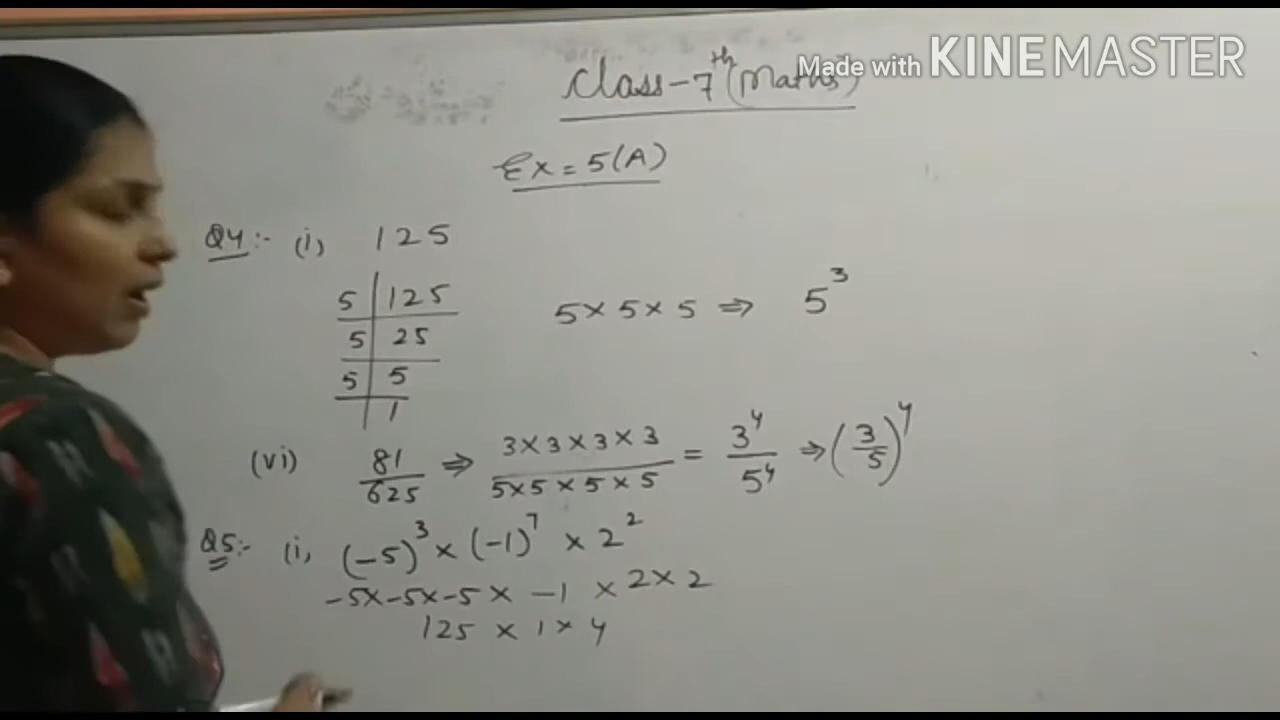 Made with KINEMASTER
Class-7th (Maths)
Ex = 5(A)
Q4:- (i) 125
5 | 125
5 | 25
5 | 5
| 1
5 × 5 × 5 ⇒ 5³
(vi) 81/625 ⇒ 3×3×3×3/5×5×5×5 = 3⁴/5⁴ ⇒ (3/5)⁴
Q5:- (i, (-5)³ × (-1)⁷ × 2²
-5×-5×-5× -1 × 2×2
125 × 1 × 4